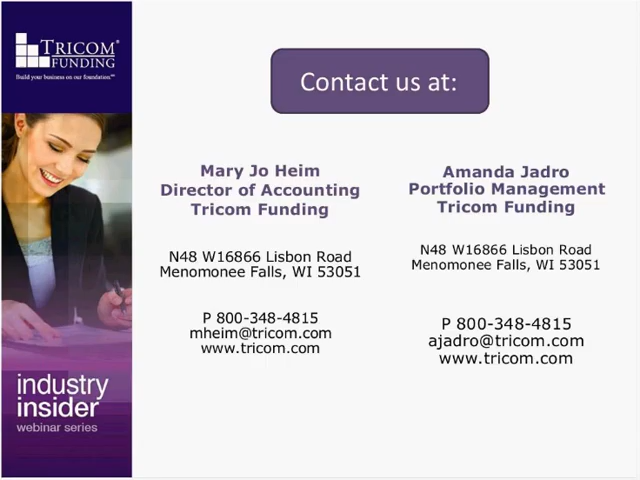 TRICOM®
FUNDING
Build your business on our foundation.℠
Contact us at:
Mary Jo Heim
Director of Accounting
Tricom Funding
N48 W16866 Lisbon Road
Menomonee Falls, WI 53051
P 800-348-4815
mheim@tricom.com
www.tricom.com
Amanda Jadro
Portfolio Management
Tricom Funding
N48 W16866 Lisbon Road
Menomonee Falls, WI 53051
P 800-348-4815
ajadro@tricom.com
www.tricom.com
industry
insider
webinar series